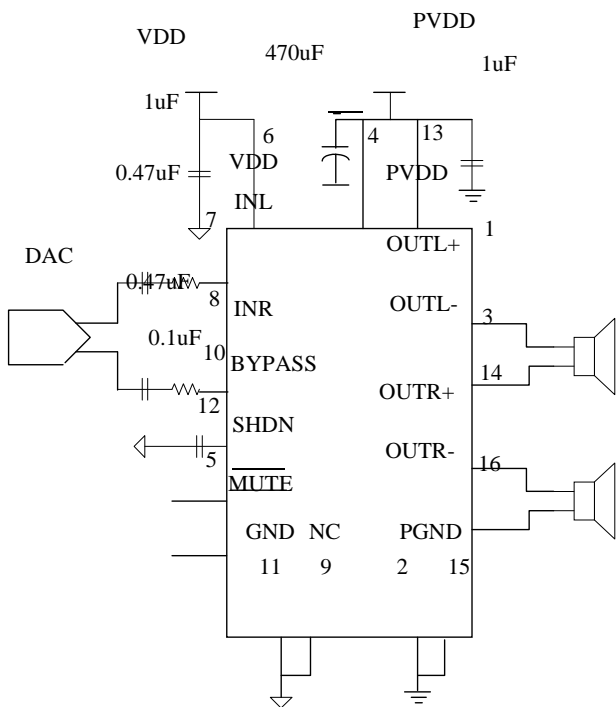 VDD
PVDD
470uF
1uF
1uF
6
4
13
0.47uF
VDD
PVDD
INL
7
1
OUTL+
DAC
0.47uF
8
INR
OUTL-
3
0.1uF
10
BYPASS
14
12
OUTR+
SHDN
OUTR-
5
16
MUTE
GND
NC
PGND
11
9
2
15